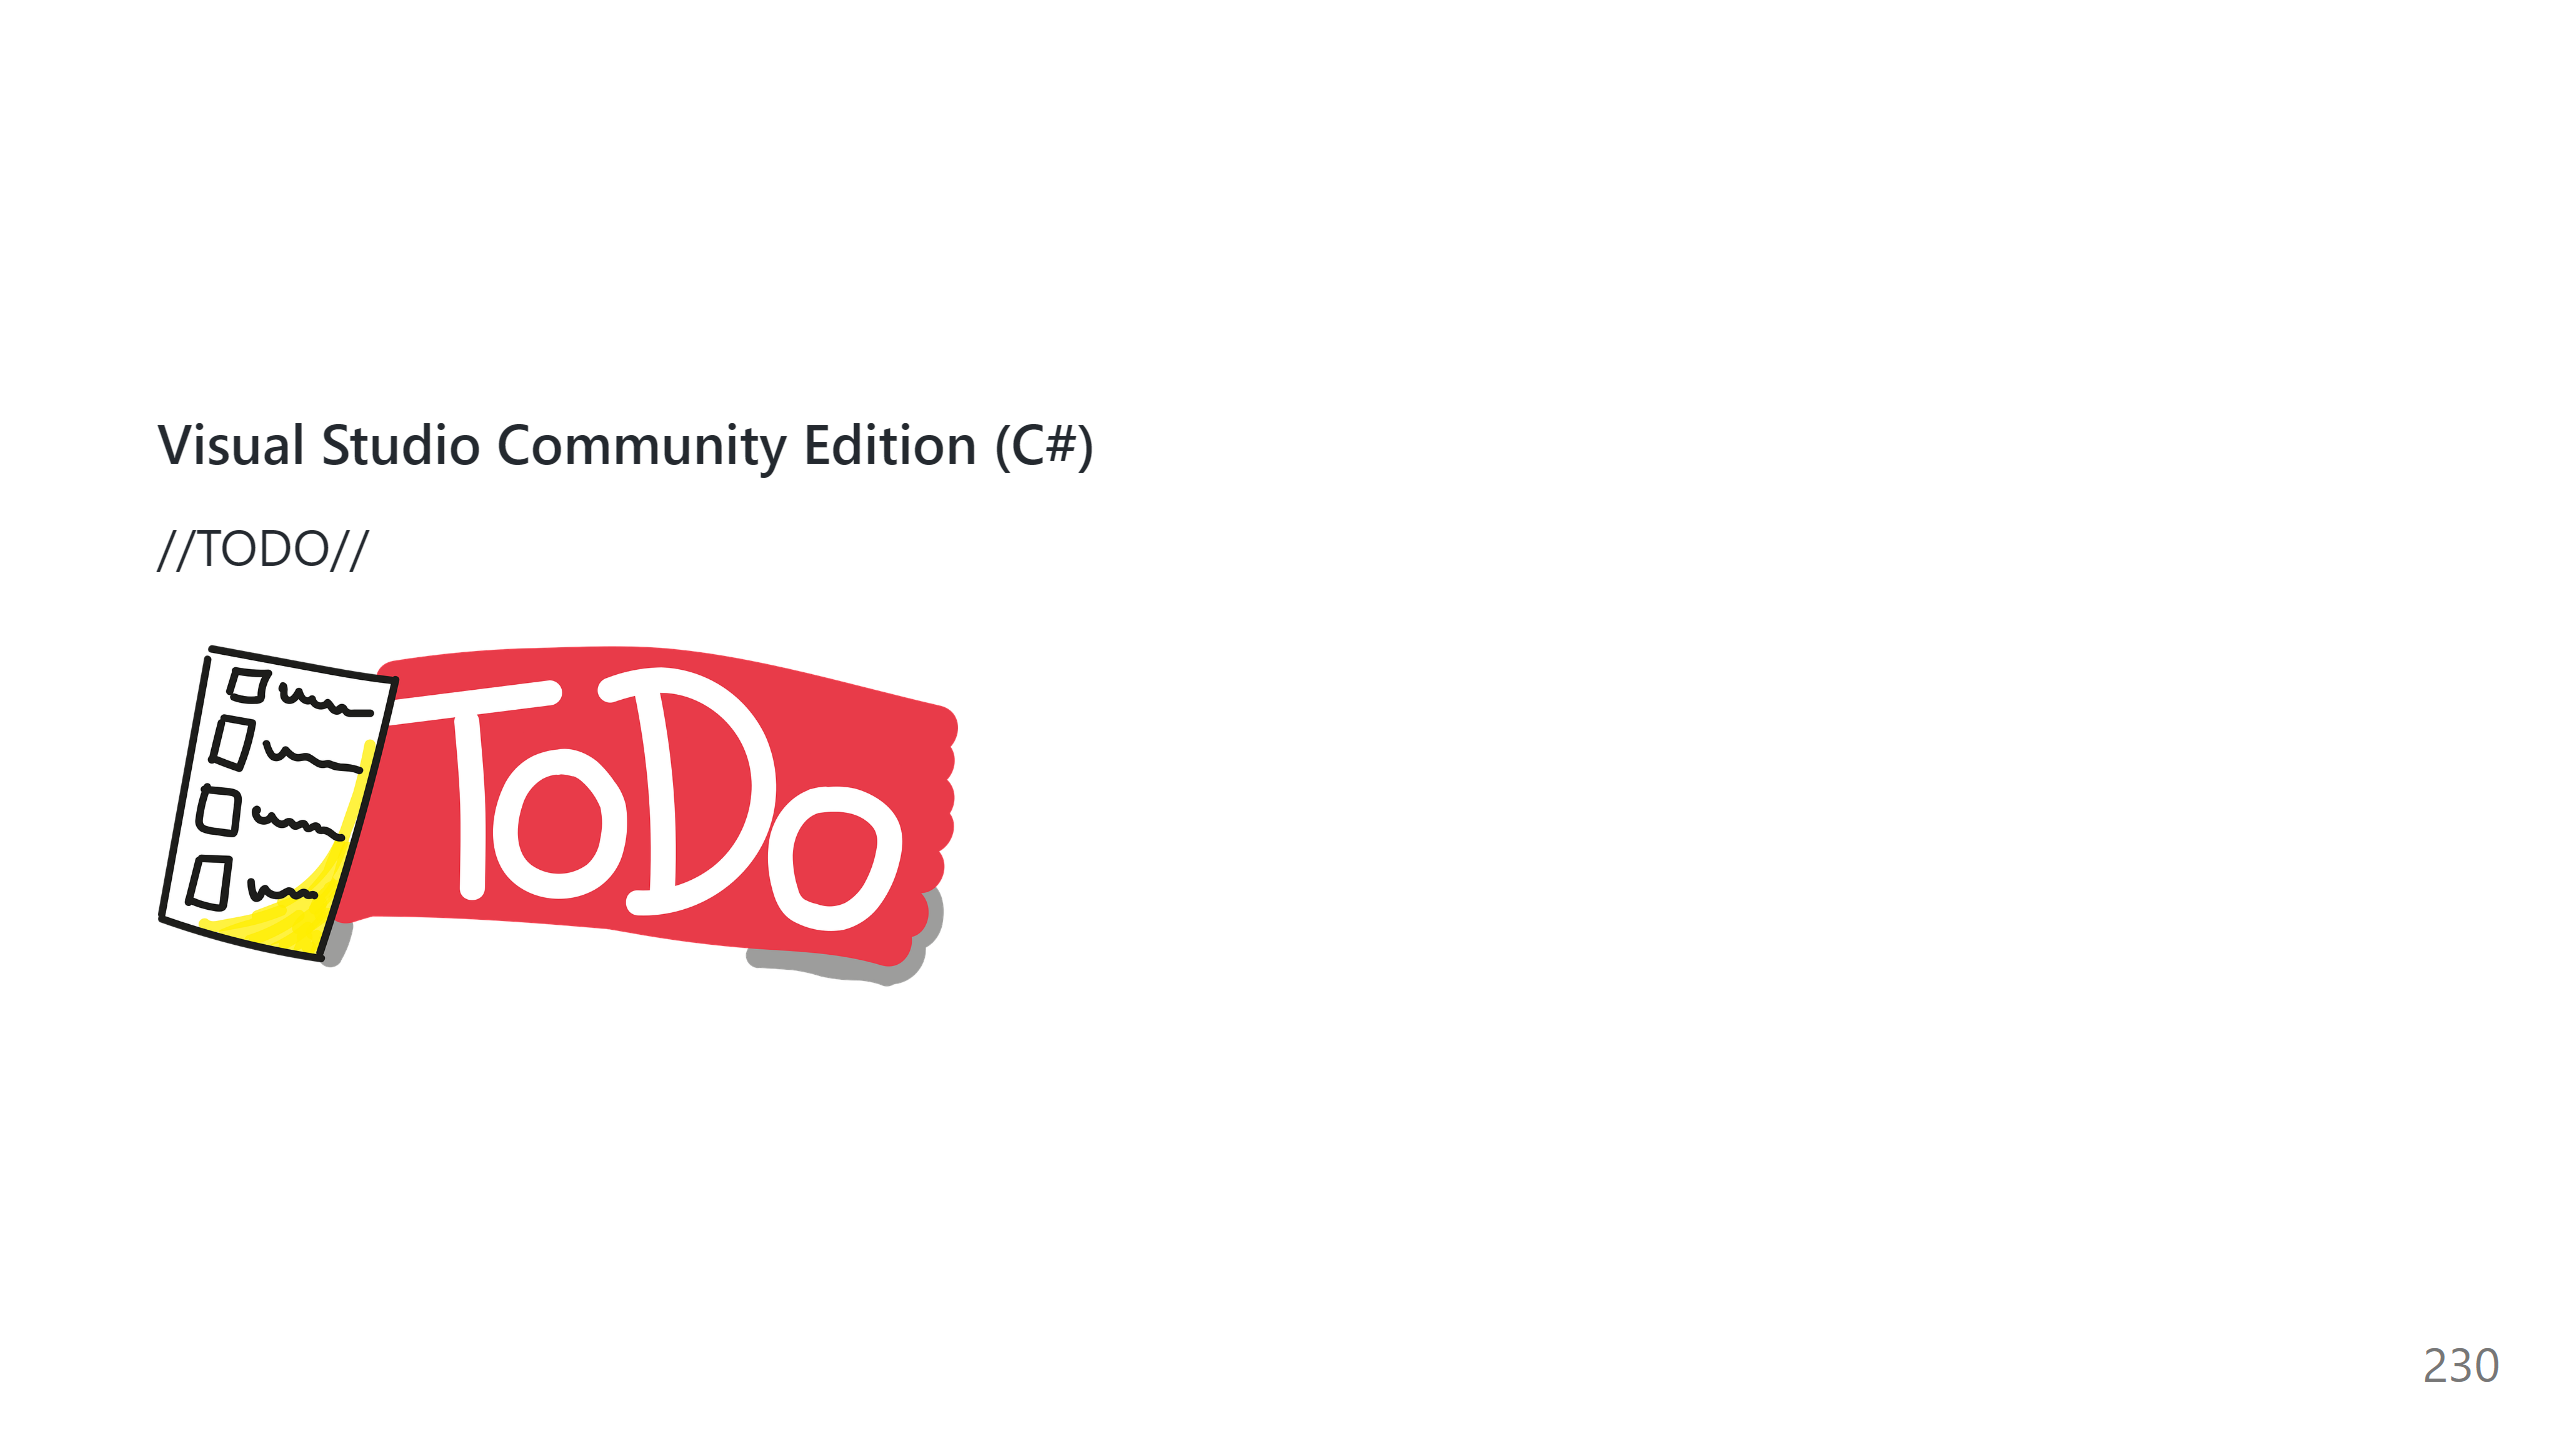 Visual Studio Community Edition (C#)
//TODO//
ToDo
230